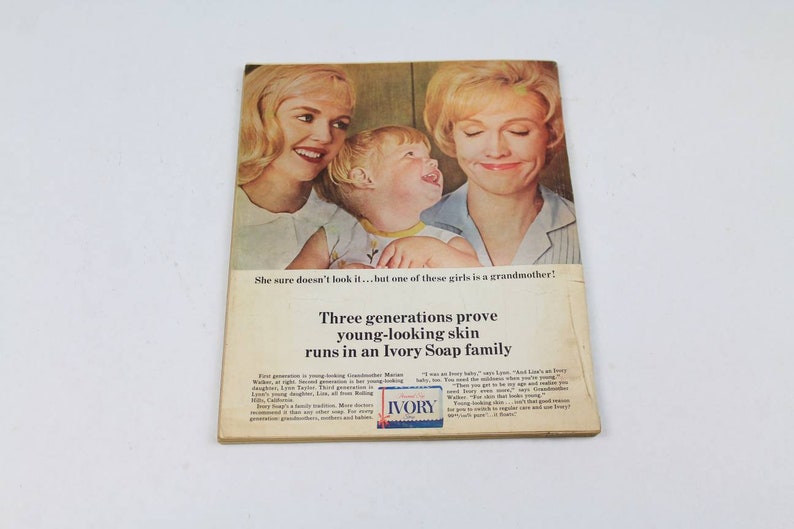 She sure doesn't look it...but one of these girls is a grandmother!
Three generations prove
young-looking skin
runs in an Ivory Soap family
First generation is young-looking Grandmother Marian
Walker, at right. Second generation is her young-looking
daughter, Lynn Taylor. Third generation is
Lynn's young daughter, Liza, all from Rolling
Hills, California.
Ivory Soap's a family tradition. More doctors
recommend it than any other soap. For every
generation: grandmothers, mothers and babies.
"I was an Ivory baby," says Lynn. "And Liza's an Ivory
baby, too. You need the mildness when you're young."
"Then you get to be my age and realize you
need Ivory even more," says Grandmother
Walker. "For skin that looks young."
Young-looking skin...isn't that good reason
for you to switch to regular care and use Ivory?
99 44/100% pure®...it floats!
Personal Size
IVORY
Soap